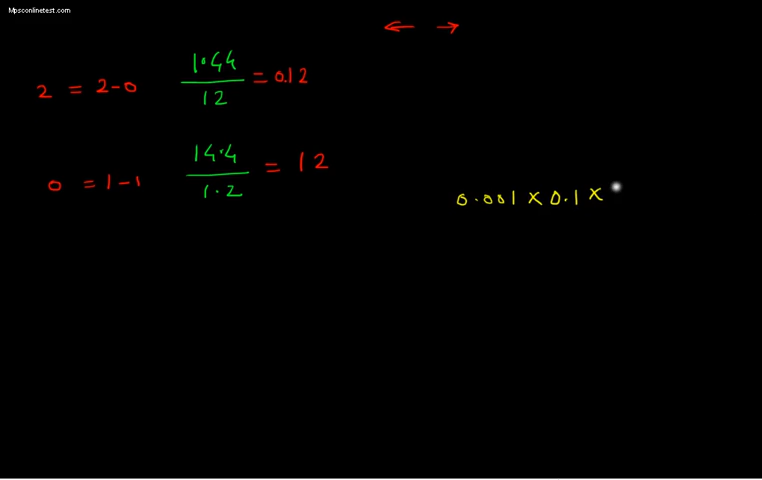 Mpsconlinetest.com
← →
2 = 2-0 1.44/12 = 0.12
0 = 1-1 14.4/1.2 = 12
0.001 × 0.1 ×